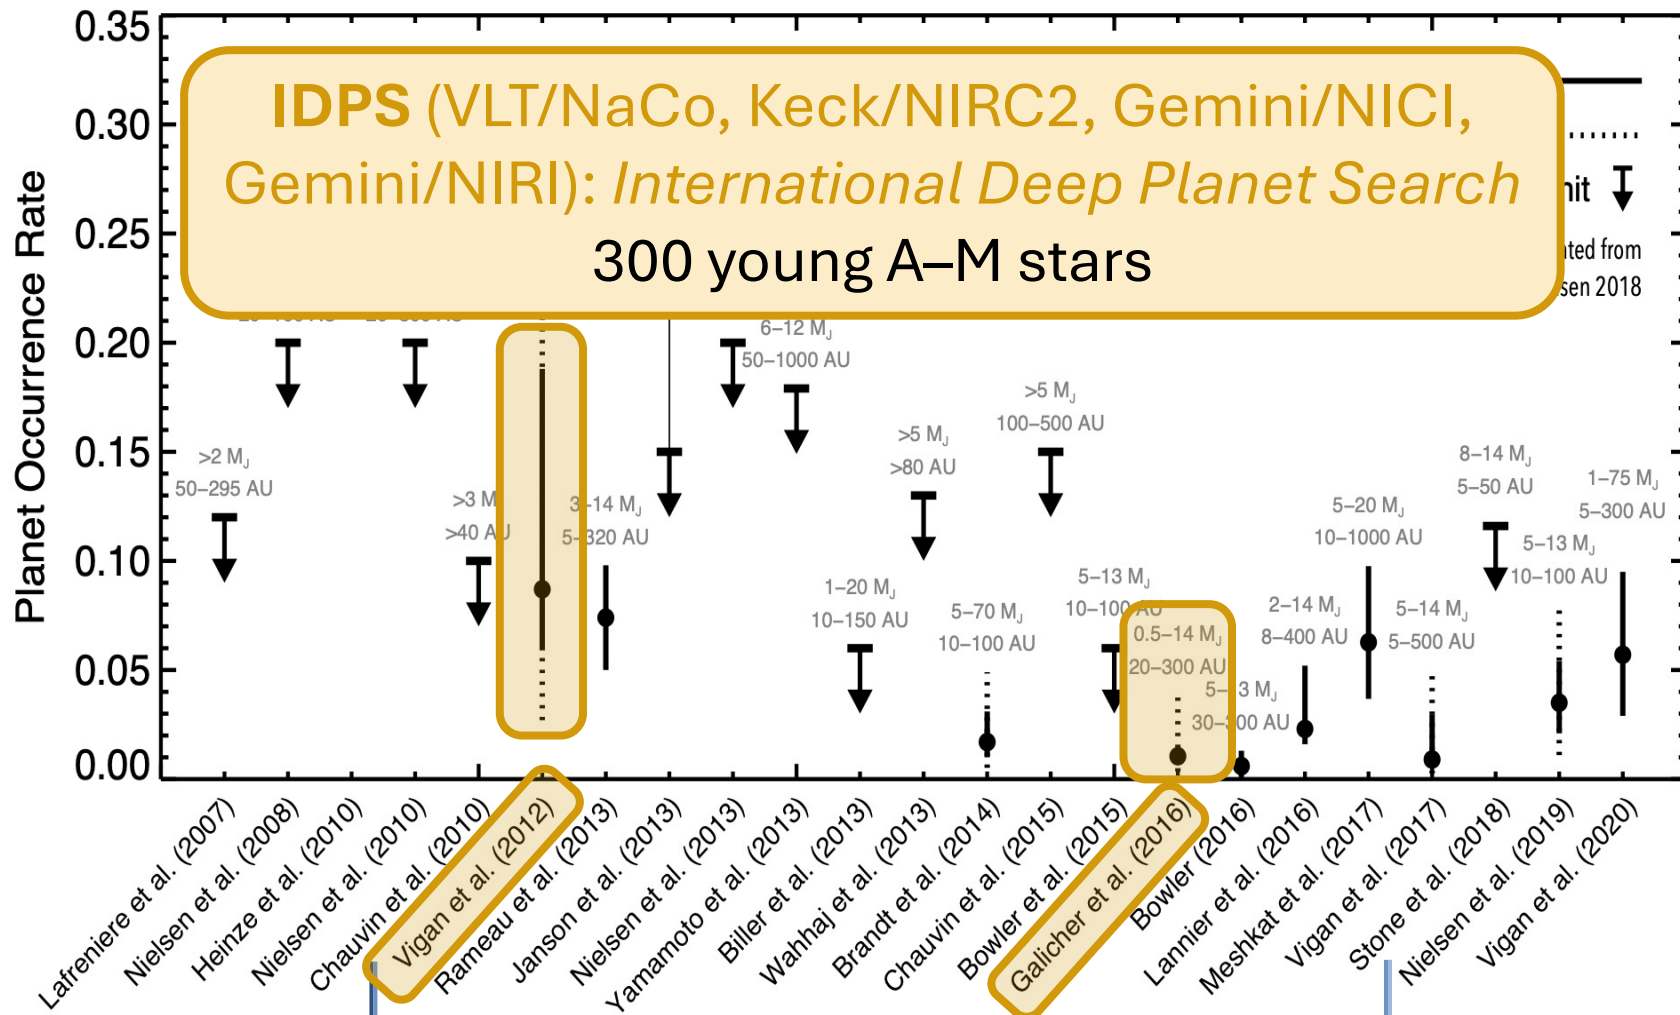 0.35
0.30
0.25
0.20
0.15
0.10
0.05
0.00
Planet Occurrence Rate
IDPS (VLT/NaCo, Keck/NIRC2, Gemini/NICI,
Gemini/NIRI): International Deep Planet Search
300 young A–M stars
sen 2018
from
>2 MJ
50–295 AU
>3 M
>40 AU
3–14 MJ
5–320 AU
6–12 MJ
50–1000 AU
1–20 MJ
10–150 AU
>5 MJ
>80 AU
5–70 MJ
10–100 AU
>5 MJ
100–500 AU
5–13 MJ
10–100 AU
0.5–14 MJ
20–300 AU
5–13 MJ
30–300 AU
2–14 MJ
8–400 AU
5–20 MJ
10–1000 AU
5–14 MJ
5–500 AU
8–14 MJ
5–50 AU
5–13 MJ
10–100 AU
1–75 MJ
5–300 AU
Lafreniere et al. (2007)
Nielsen et al. (2008)
Heinze et al. (2010)
Nielsen et al. (2010)
Chauvin et al. (2010)
Vigan et al. (2012)
Rameau et al. (2013)
Janson et al. (2013)
Nielsen et al. (2013)
Yamamoto et al. (2013)
Biller et al. (2013)
Wahhaj et al. (2013)
Brandt et al. (2014)
Chauvin et al. (2015)
Bowler et al. (2015)
Galicher et al. (2016)
Bowler (2016)
Lannier et al. (2016)
Meshkat et al. (2017)
Vigan et al. (2017)
Stone et al. (2018)
Nielsen et al. (2019)
Vigan et al. (2020)